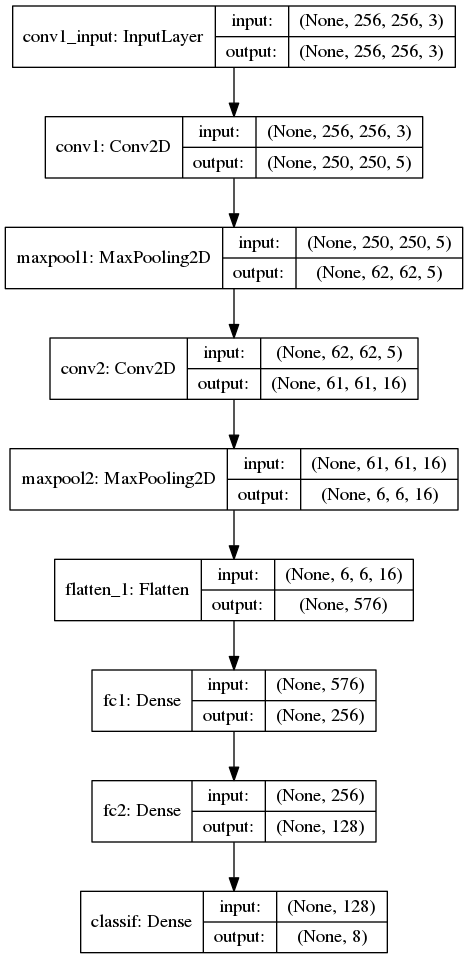 conv1_input: InputLayer input: (None, 256, 256, 3)
output: (None, 256, 256, 3)
conv1: Conv2D input: (None, 256, 256, 3)
output: (None, 250, 250, 5)
maxpool1: MaxPooling2D input: (None, 250, 250, 5)
output: (None, 62, 62, 5)
conv2: Conv2D input: (None, 62, 62, 5)
output: (None, 61, 61, 16)
maxpool2: MaxPooling2D input: (None, 61, 61, 16)
output: (None, 6, 6, 16)
flatten_1: Flatten input: (None, 6, 6, 16)
output: (None, 576)
fc1: Dense input: (None, 576)
output: (None, 256)
fc2: Dense input: (None, 256)
output: (None, 128)
classif: Dense input: (None, 128)
output: (None, 8)